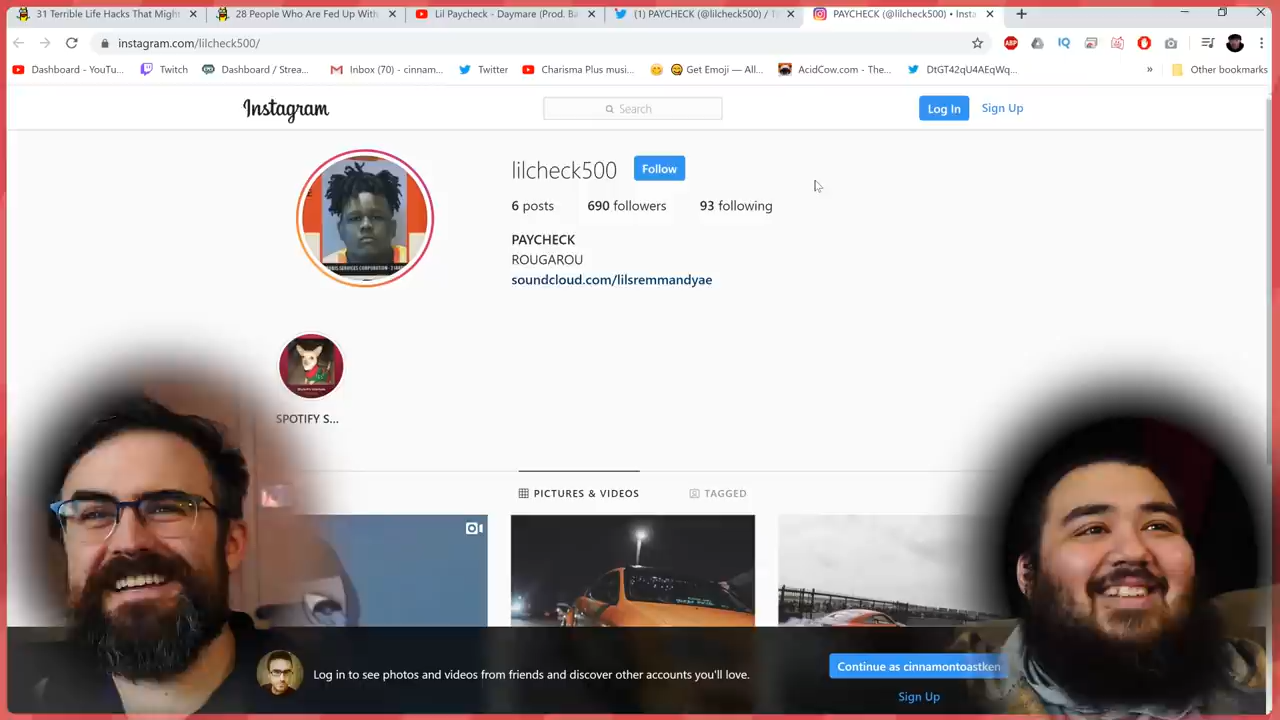 31 Terrible Life Hacks That Might
28 People Who Are Fed Up With
Lil Paycheck - Daymare (Prod. Ba
(1) PAYCHECK (@lilcheck500) /
PAYCHECK (@lilcheck500) • Inst
instagram.com/lilcheck500/
ABP
Dashboard - YouTu...
Twitch
Dashboard / Strea...
Inbox (70) - cinnam...
Twitter
Charisma Plus musi...
Get Emoji — All...
AcidCow.com - The...
DtGT42qU4AEqWq...
»
Other bookmarks
Instagram
Search
Log In
Sign Up
lilcheck500
Follow
6 posts
690 followers
93 following
PAYCHECK
ROUGAROU
soundcloud.com/lilsremmandyae
SPOTIFY S...
PICTURES & VIDEOS
TAGGED
Log in to see photos and videos from friends and discover other accounts you'll love.
Continue as cinnamontoastken
Sign Up